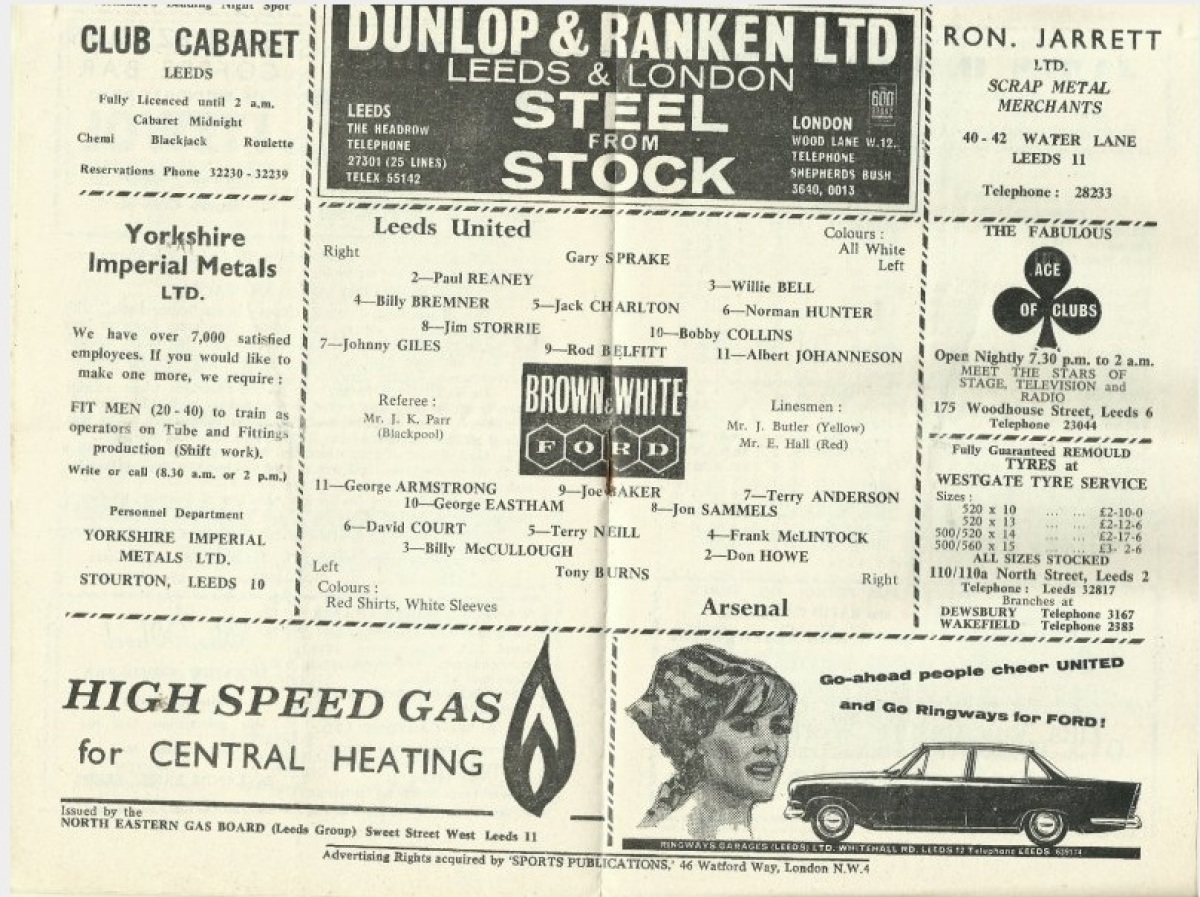 Yorkshire's Leading Night Spot
CLUB CABARET
LEEDS
Fully Licenced until 2 a.m.
Cabaret Midnight
Chemi Blackjack Roulette
Reservations Phone 32230 - 32239
Yorkshire
Imperial Metals
LTD.
We have over 7,000 satisfied
employees. If you would like to
make one more, we require :
FIT MEN (20 - 40) to train as
operators on Tube and Fittings
production (Shift work).
Write or call (8.30 a.m. or 2 p.m.)
Personnel Department
YORKSHIRE IMPERIAL
METALS LTD.
STOURTON, LEEDS 10
DUNLOP & RANKEN LTD
LEEDS & LONDON
STEEL
FROM
STOCK
LEEDS
THE HEADROW
TELEPHONE
27301 (25 LINES)
TELEX 55142
600
LONDON
WOOD LANE W.12.
TELEPHONE
SHEPHERDS BUSH
3640, 0013
Leeds United
Colours :
All White
Right
Left
Gary SPRAKE
2—Paul REANEY
3—Willie BELL
4—Billy BREMNER
5—Jack CHARLTON
6—Norman HUNTER
8—Jim STORRIE
10—Bobby COLLINS
7—Johnny GILES
9—Rod BELFITT
11—Albert JOHANNESON
Referee :
Mr. J. K. Parr
(Blackpool)
BROWN & WHITE
FORD
Linesmen :
Mr. J. Butler (Yellow)
Mr. E. Hall (Red)
11—George ARMSTRONG
9—Joe BAKER
7—Terry ANDERSON
10—George EASTHAM
8—Jon SAMMELS
6—David COURT
5—Terry NEILL
4—Frank McLINTOCK
3—Billy McCULLOUGH
2—Don HOWE
Left
Tony BURNS
Right
Colours :
Red Shirts, White Sleeves
Arsenal
RON. JARRETT
LTD.
SCRAP METAL
MERCHANTS
40 - 42 WATER LANE
LEEDS 11
Telephone : 28233
THE FABULOUS
ACE
OF CLUBS
Open Nightly 7.30 p.m. to 2 a.m.
MEET THE STARS OF
STAGE, TELEVISION and
RADIO
175 Woodhouse Street, Leeds 6
Telephone 23044
Fully Guaranteed REMOULD
TYRES at
WESTGATE TYRE SERVICE
Sizes :
520 x 10 ... ... £2-10-0
520 x 13 ... ... £2-12-6
500/520 x 14 ... ... £2-17-6
500/560 x 15 ... ... £3- 2-6
ALL SIZES STOCKED
110/110a North Street, Leeds 2
Telephone : Leeds 32817
Branches at
DEWSBURY Telephone 3167
WAKEFIELD Telephone 2383
HIGH SPEED GAS
for CENTRAL HEATING
Issued by the
NORTH EASTERN GAS BOARD (Leeds Group) Sweet Street West Leeds 11
Go-ahead people cheer UNITED
and Go Ringways for FORD!
RINGWAYS GARAGES (LEEDS) LTD. WHITEHALL RD. LEEDS 12 Telephone LEEDS
Advertising Rights acquired by 'SPORTS PUBLICATIONS,' 46 Watford Way, London N.W.4